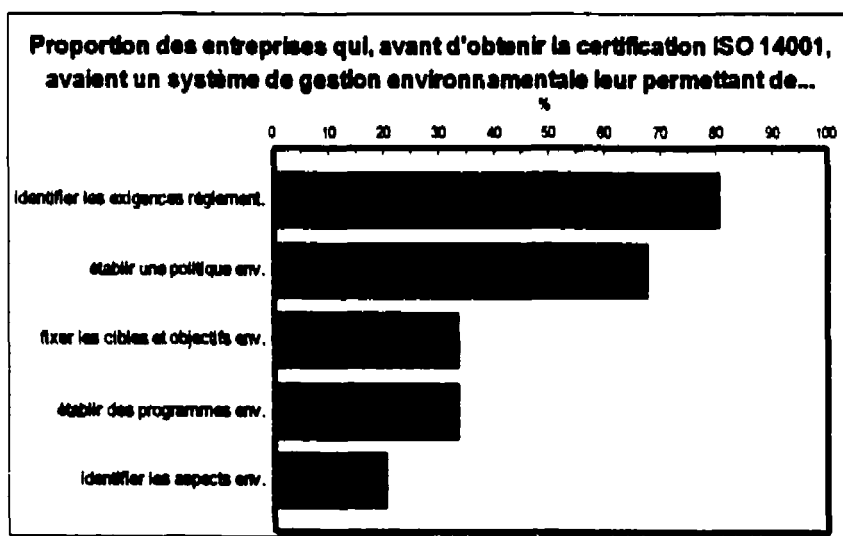 Proportion des entreprises qui, avant d'obtenir la certification ISO 14001,
avaient un système de gestion environnamentale leur permettant de...
%
0 10 20 30 40 50 60 70 80 90 100
identifier les exigences réglement.
établir une politique env.
fixer les cibles et objectifs env.
établir des programmes env.
identifier les aspects env.